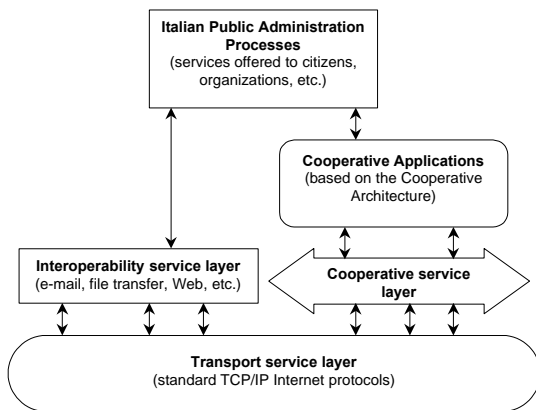 Italian Public Administration
Processes
(services offered to citizens,
organizations, etc.)
Cooperative Applications
(based on the Cooperative
Architecture)
Interoperability service layer
(e-mail, file transfer, Web, etc.)
Cooperative service
layer
Transport service layer
(standard TCP/IP Internet protocols)